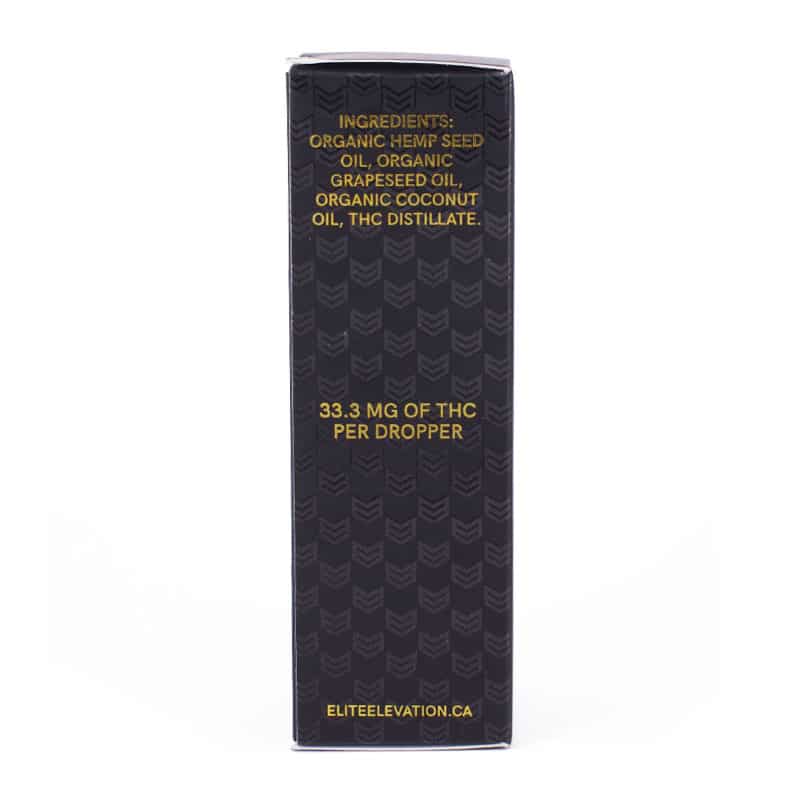 INGREDIENTS:
ORGANIC HEMP SEED
OIL, ORGANIC
GRAPESEED OIL,
ORGANIC COCONUT
OIL, THC DISTILLATE.
33.3 MG OF THC
PER DROPPER
ELITEELEVATION.CA